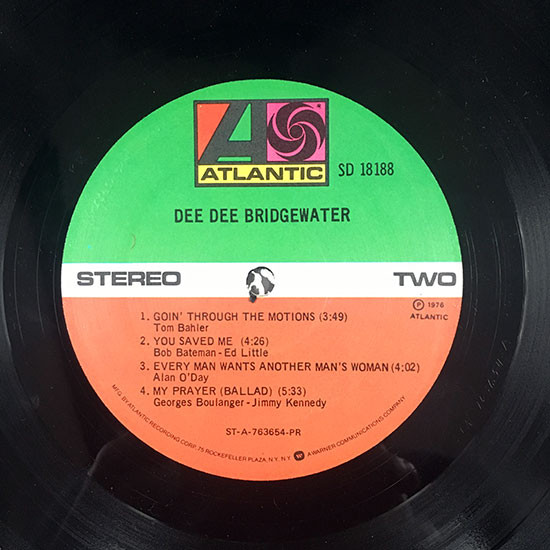 ATLANTIC
SD 18188
DEE DEE BRIDGEWATER
STEREO TWO
℗ 1976
ATLANTIC
1. GOIN' THROUGH THE MOTIONS (3:49)
Tom Bahler
2. YOU SAVED ME (4:26)
Bob Bateman - Ed Little
3. EVERY MAN WANTS ANOTHER MAN'S WOMAN (4:02)
Alan O'Day
4. MY PRAYER (BALLAD) (5:33)
Georges Boulanger - Jimmy Kennedy
ST-A-763654-PR
MFG. BY ATLANTIC RECORDING CORP., 75 ROCKEFELLER PLAZA, N.Y. N.Y. A WARNER COMMUNICATIONS COMPANY